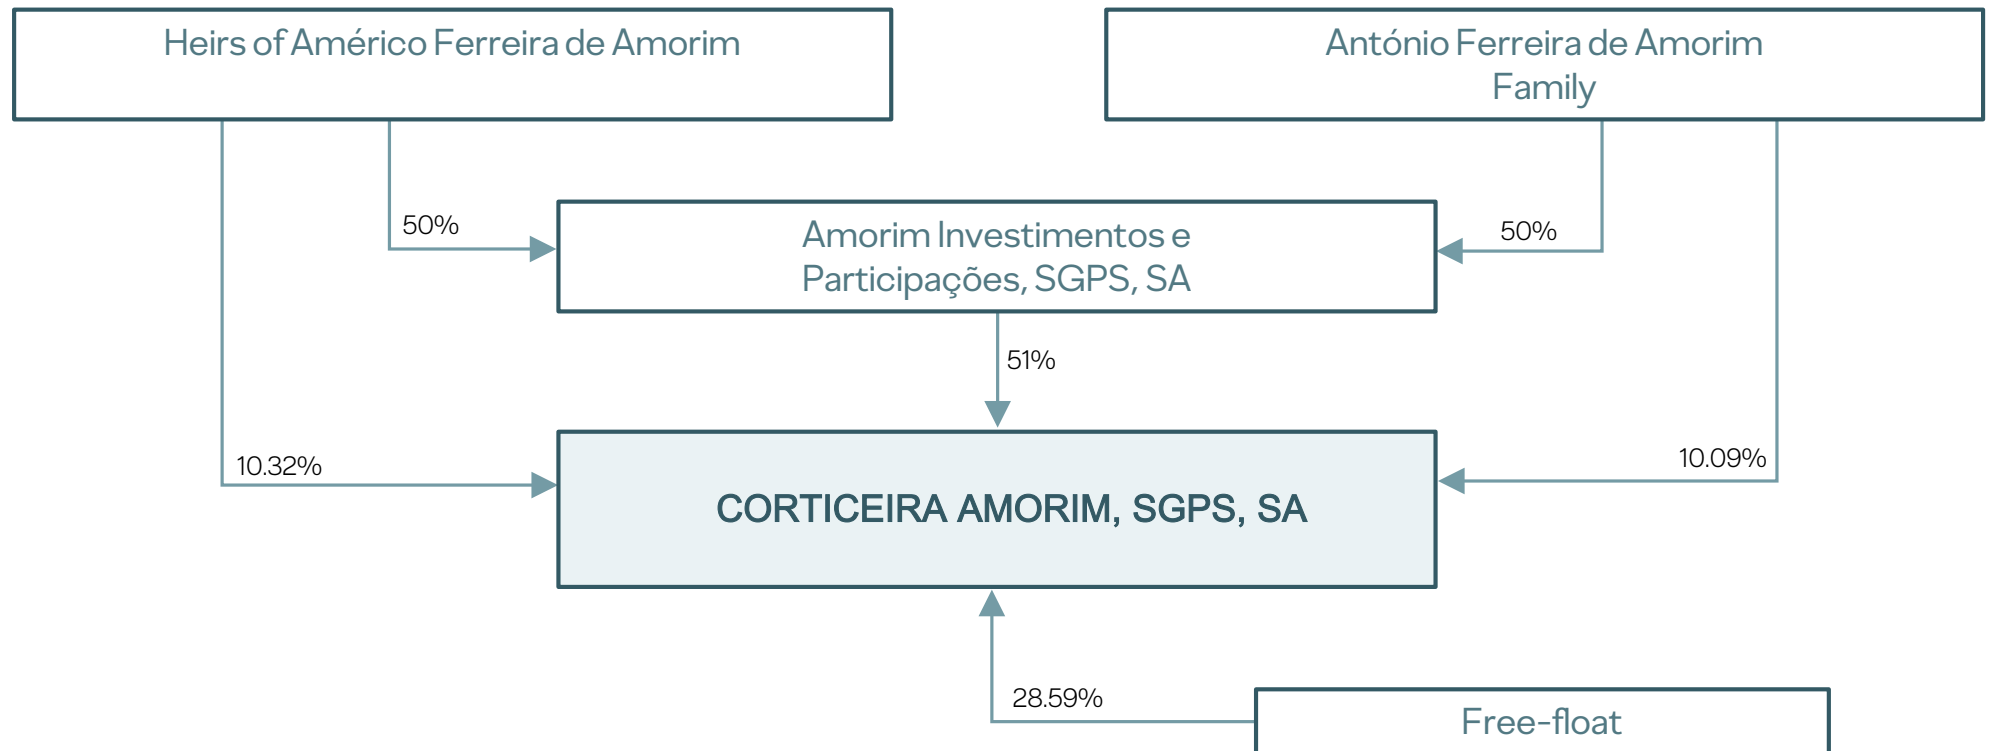 Heirs of Américo Ferreira de Amorim
António Ferreira de Amorim
Family
50%
Amorim Investimentos e
Participações, SGPS, SA
50%
51%
10.32%
10.09%
CORTICEIRA AMORIM, SGPS, SA
28.59%
Free-float